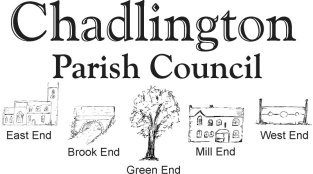 Chadlington
Parish Council
East End
Brook End
Green End
Mill End
West End